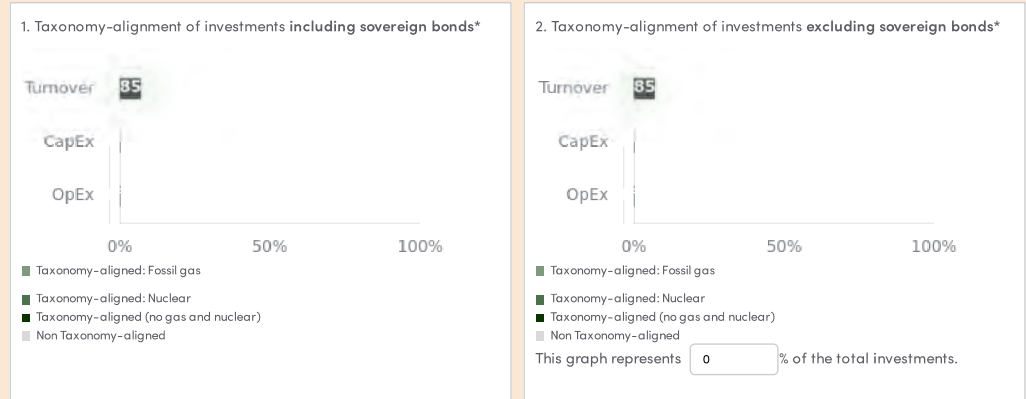 1. Taxonomy-alignment of investments including sovereign bonds*
Turnover
85
CapEx
OpEx
0% 50% 100%
Taxonomy-aligned: Fossil gas
Taxonomy-aligned: Nuclear
Taxonomy-aligned (no gas and nuclear)
Non Taxonomy-aligned
2. Taxonomy-alignment of investments excluding sovereign bonds*
Turnover
85
CapEx
OpEx
0% 50% 100%
Taxonomy-aligned: Fossil gas
Taxonomy-aligned: Nuclear
Taxonomy-aligned (no gas and nuclear)
Non Taxonomy-aligned
This graph represents 0 % of the total investments.